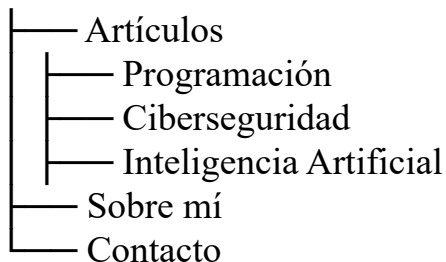 Artículos
Programación
Ciberseguridad
Inteligencia Artificial
Sobre mí
Contacto